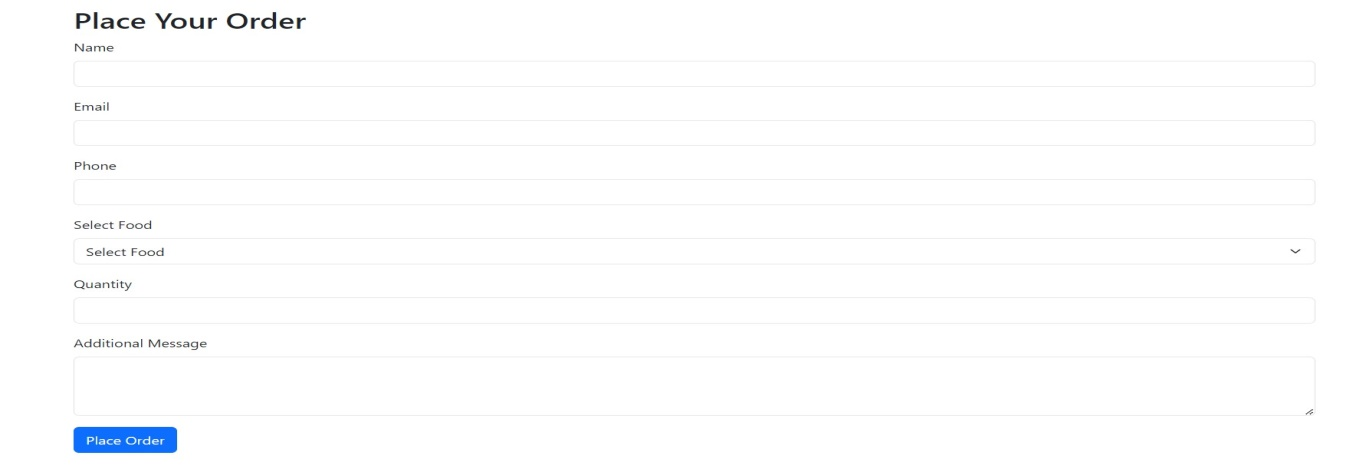 Place Your Order
Name
Email
Phone
Select Food
Select Food
Quantity
Additional Message
Place Order